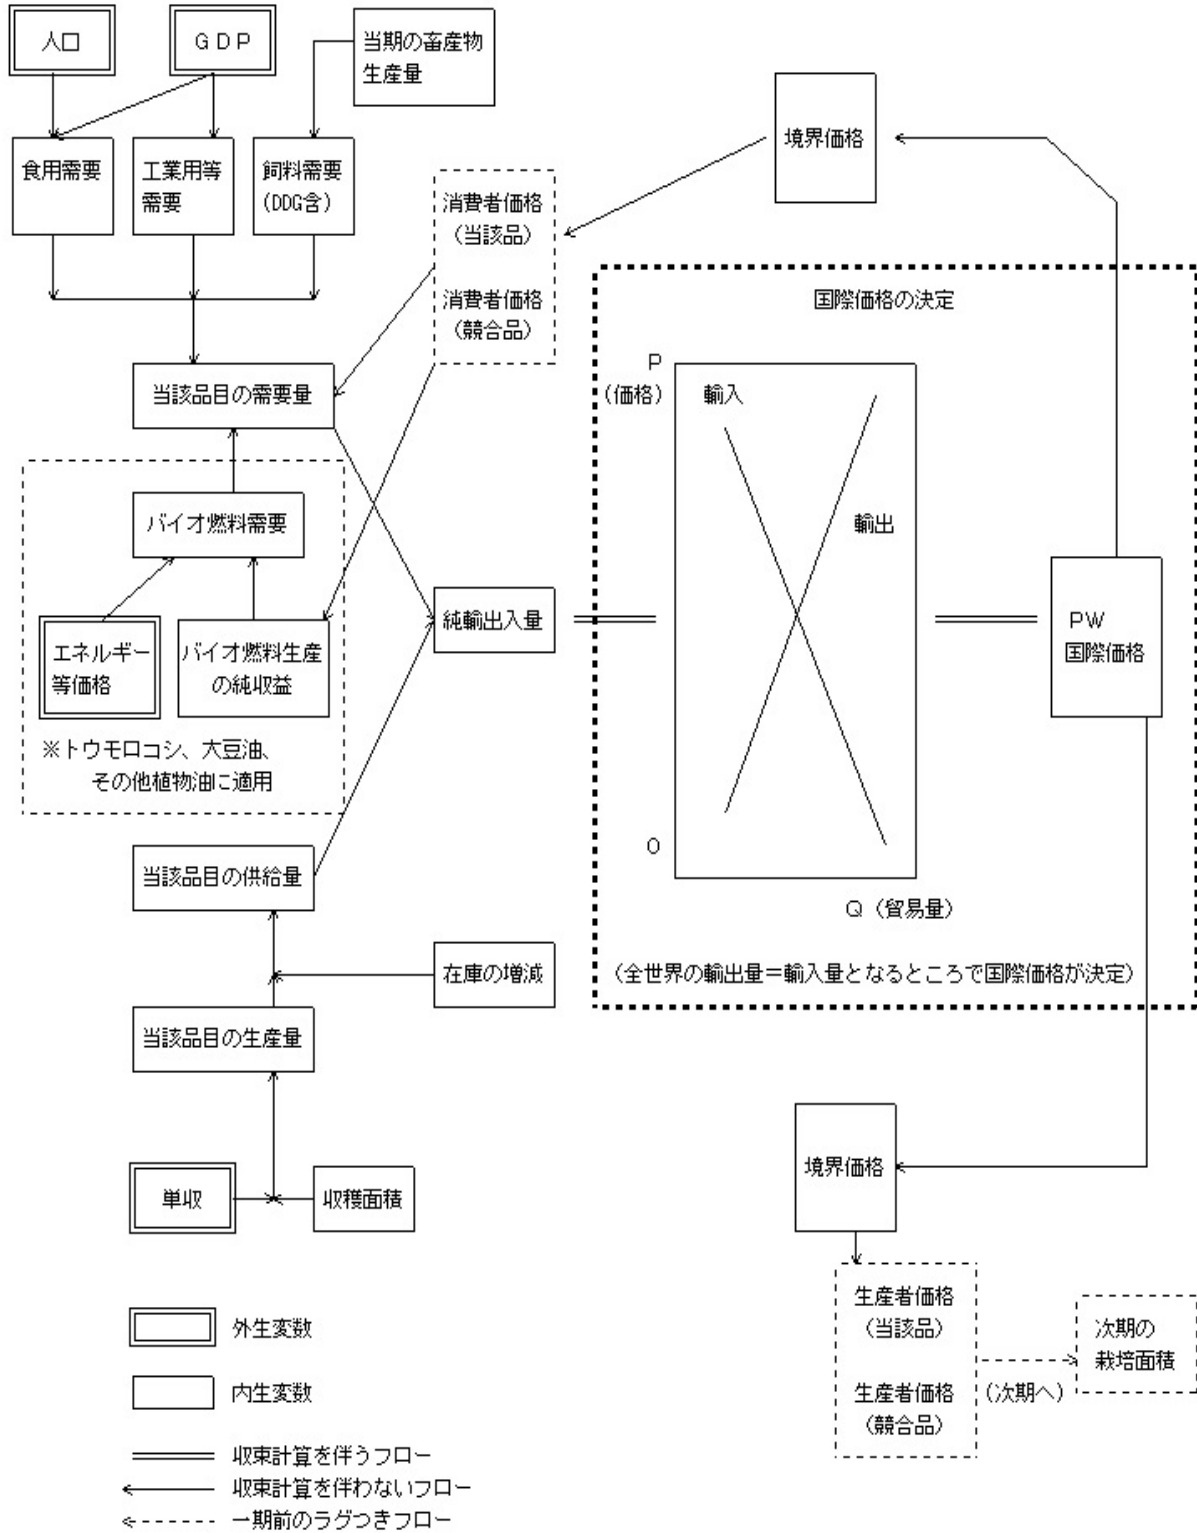 人口
ＧＤＰ
当期の畜産物
生産量
境界価格
食用需要
工業用等
需要
飼料需要
(DDG含)
消費者価格
(当該品)
消費者価格
(競合品)
国際価格の決定
Ｐ
(価格)
輸入
輸出
当該品目の需要量
バイオ燃料需要
エネルギー
等価格
バイオ燃料生産
の純収益
※トウモロコシ、大豆油、
その他植物油に適用
純輸出入量
ＰＷ
国際価格
０
Ｑ（貿易量）
(全世界の輸出量＝輸入量となるところで国際価格が決定)
当該品目の供給量
在庫の増減
当該品目の生産量
単収
収穫面積
境界価格
生産者価格
(当該品)
生産者価格
(競合品)
(次期へ)
次期の
栽培面積
外生変数
内生変数
収束計算を伴うフロー
収束計算を伴わないフロー
一期前のラグつきフロー